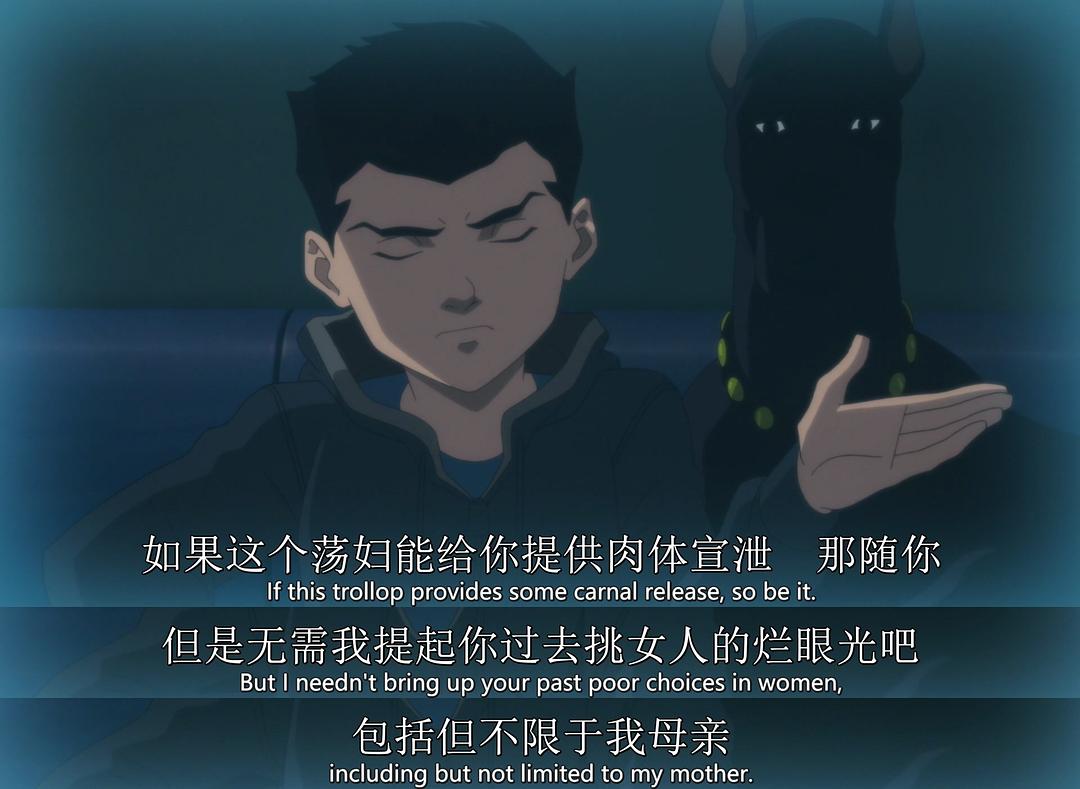 如果这个荡妇能给你提供肉体宣泄 那随你
If this trollop provides some carnal release, so be it.
但是无需我提起你过去挑女人的烂眼光吧
But I needn't bring up your past poor choices in women,
包括但不限于我母亲
including but not limited to my mother.